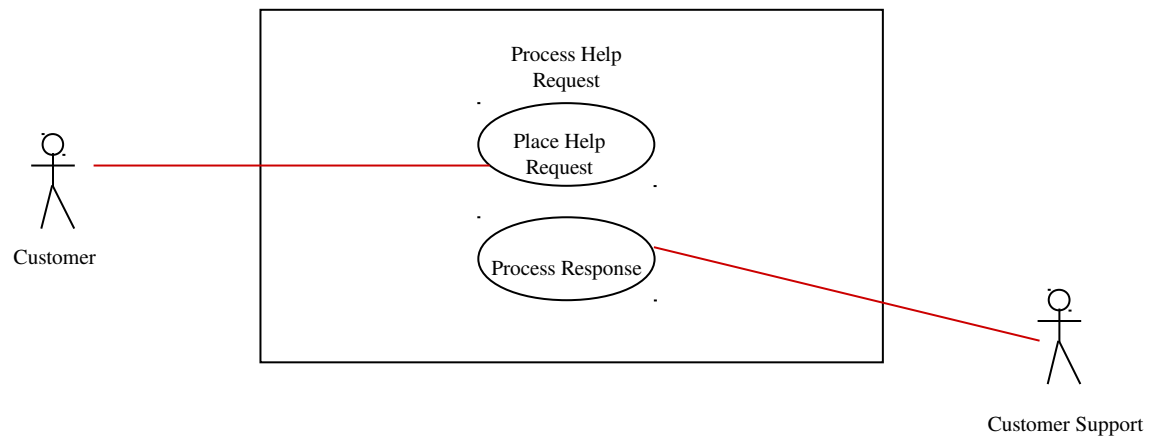 Process Help
Request
Place Help
Request
Customer
Process Response
Customer Support